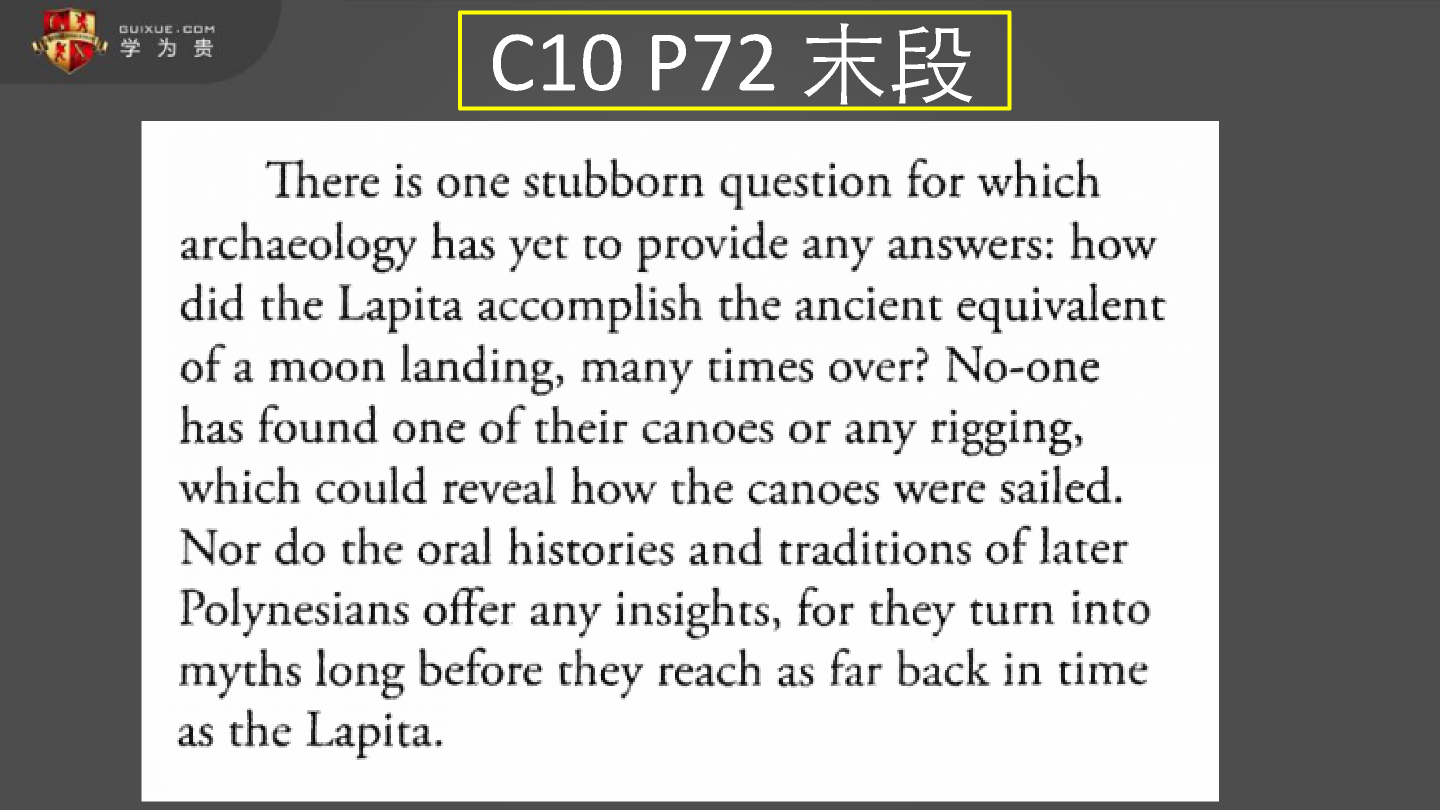 GUIXUE.COM
学为贵
C10 P72 末段
There is one stubborn question for which
archaeology has yet to provide any answers: how
did the Lapita accomplish the ancient equivalent
of a moon landing, many times over? No-one
has found one of their canoes or any rigging,
which could reveal how the canoes were sailed.
Nor do the oral histories and traditions of later
Polynesians offer any insights, for they turn into
myths long before they reach as far back in time
as the Lapita.